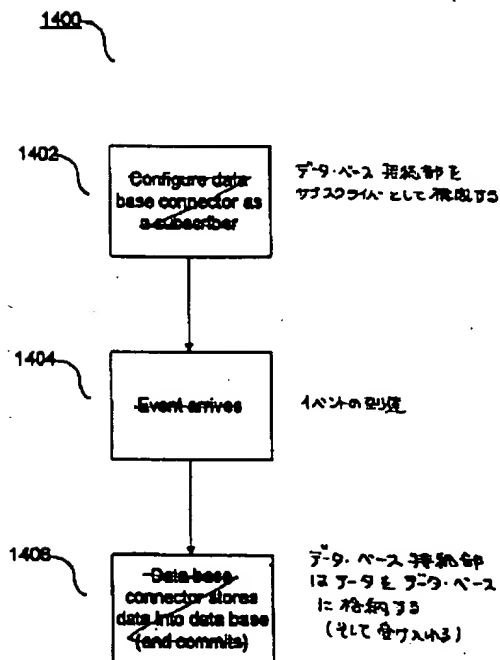 1400
1402
Configure data
base connector as
a subscriber
データ・ベース 接続部を
サブスクライバとして 構成する
1404
Event arrives
イベントの到達
1408
Data base
connector stores
data into data base
(and commits)
データ・ベース 接続部
はデータをデータ・ベース
に格納する
(そして受け入れる)